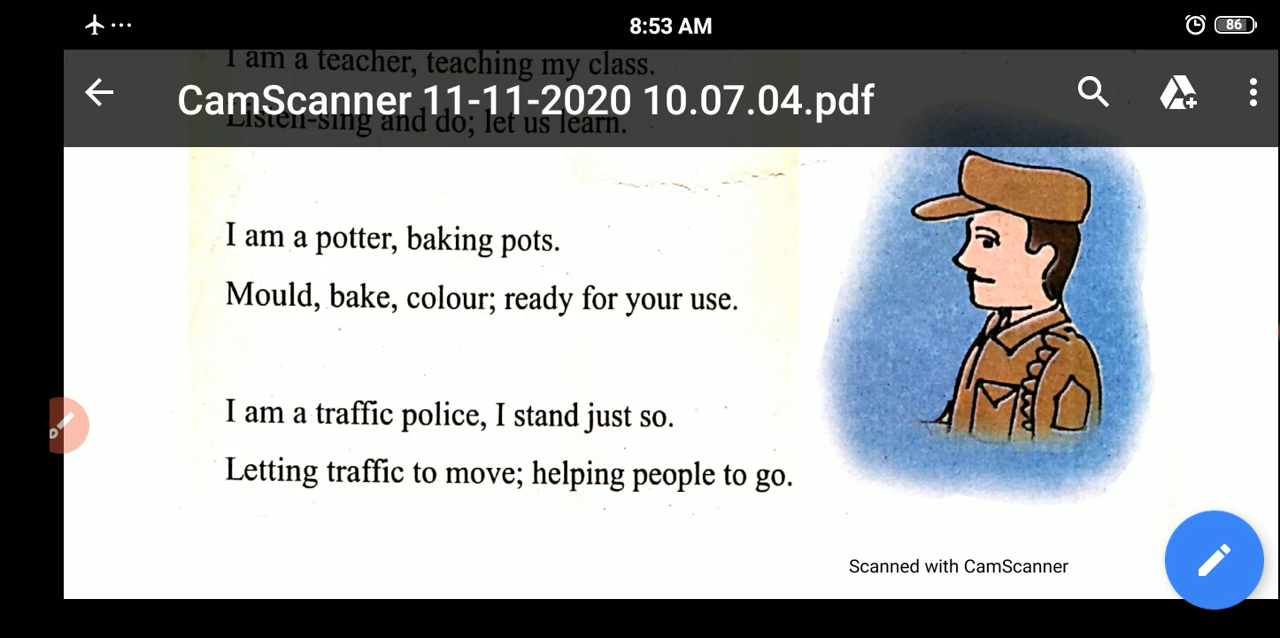 8:53 AM
86
I am a teacher, teaching my class.
CamScanner 11-11-2020 10.07.04.pdf
Listen-sing and do; let us learn.
I am a potter, baking pots.
Mould, bake, colour; ready for your use.
I am a traffic police, I stand just so.
Letting traffic to move; helping people to go.
Scanned with CamScanner